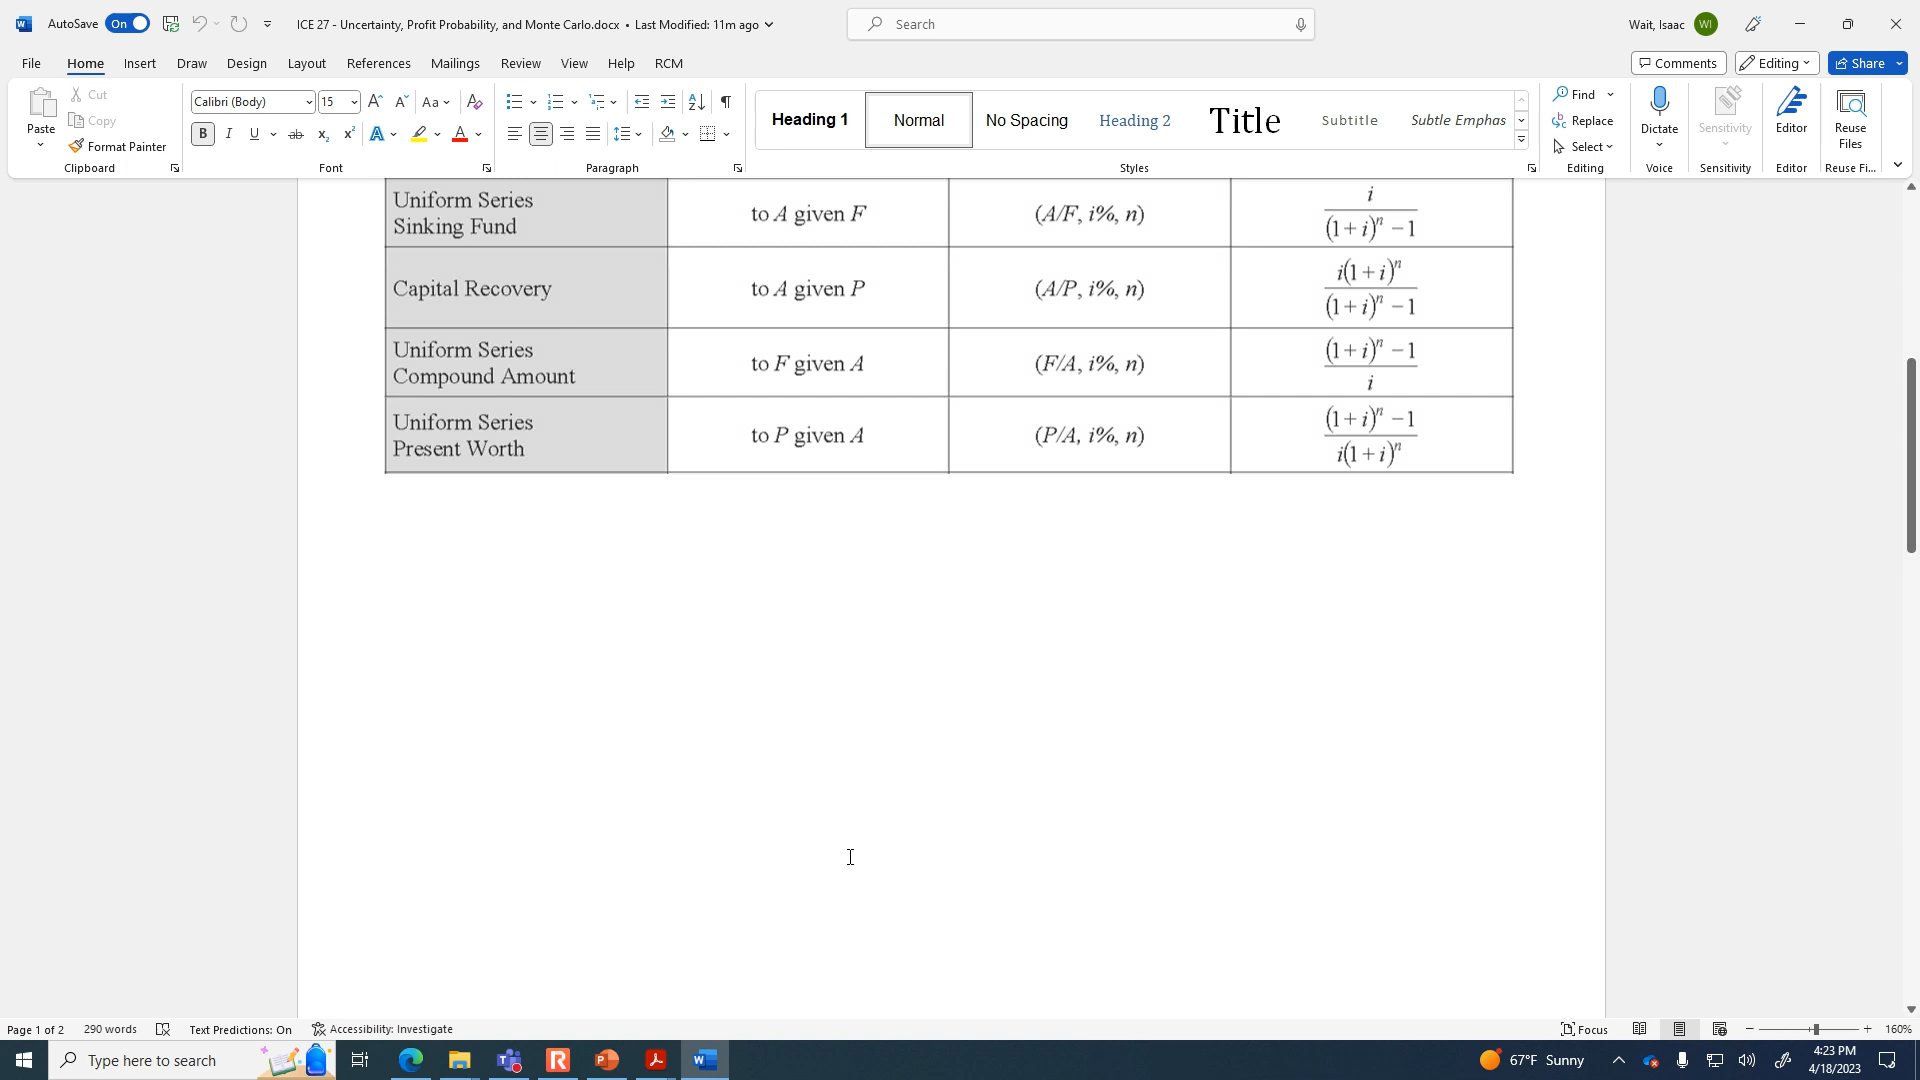 AutoSave On ICE 27 - Uncertainty, Profit Probability, and Monte Carlo.docx • Last Modified: 11m ago Search Wait, Isaac WI
File Home Insert Draw Design Layout References Mailings Review View Help RCM Comments Editing Share
Paste Cut Copy Format Painter Clipboard
Calibri (Body) 15 Aa Font
Paragraph
Heading 1 Normal No Spacing Heading 2 Title Subtitle Subtle Emphas Styles
Find Replace Select Editing
Dictate Voice
Sensitivity Sensitivity
Editor Editor
Reuse Files Reuse Fi...
Uniform Series
Sinking Fund to A given F (A/F, i%, n) i / (1+i)ⁿ −1
Capital Recovery to A given P (A/P, i%, n) i(1+i)ⁿ / (1+i)ⁿ −1
Uniform Series
Compound Amount to F given A (F/A, i%, n) (1+i)ⁿ −1 / i
Uniform Series
Present Worth to P given A (P/A, i%, n) (1+i)ⁿ −1 / i(1+i)ⁿ
Page 1 of 2 290 words Text Predictions: On Accessibility: Investigate Focus 160%
Type here to search 67°F Sunny 4:23 PM
4/18/2023